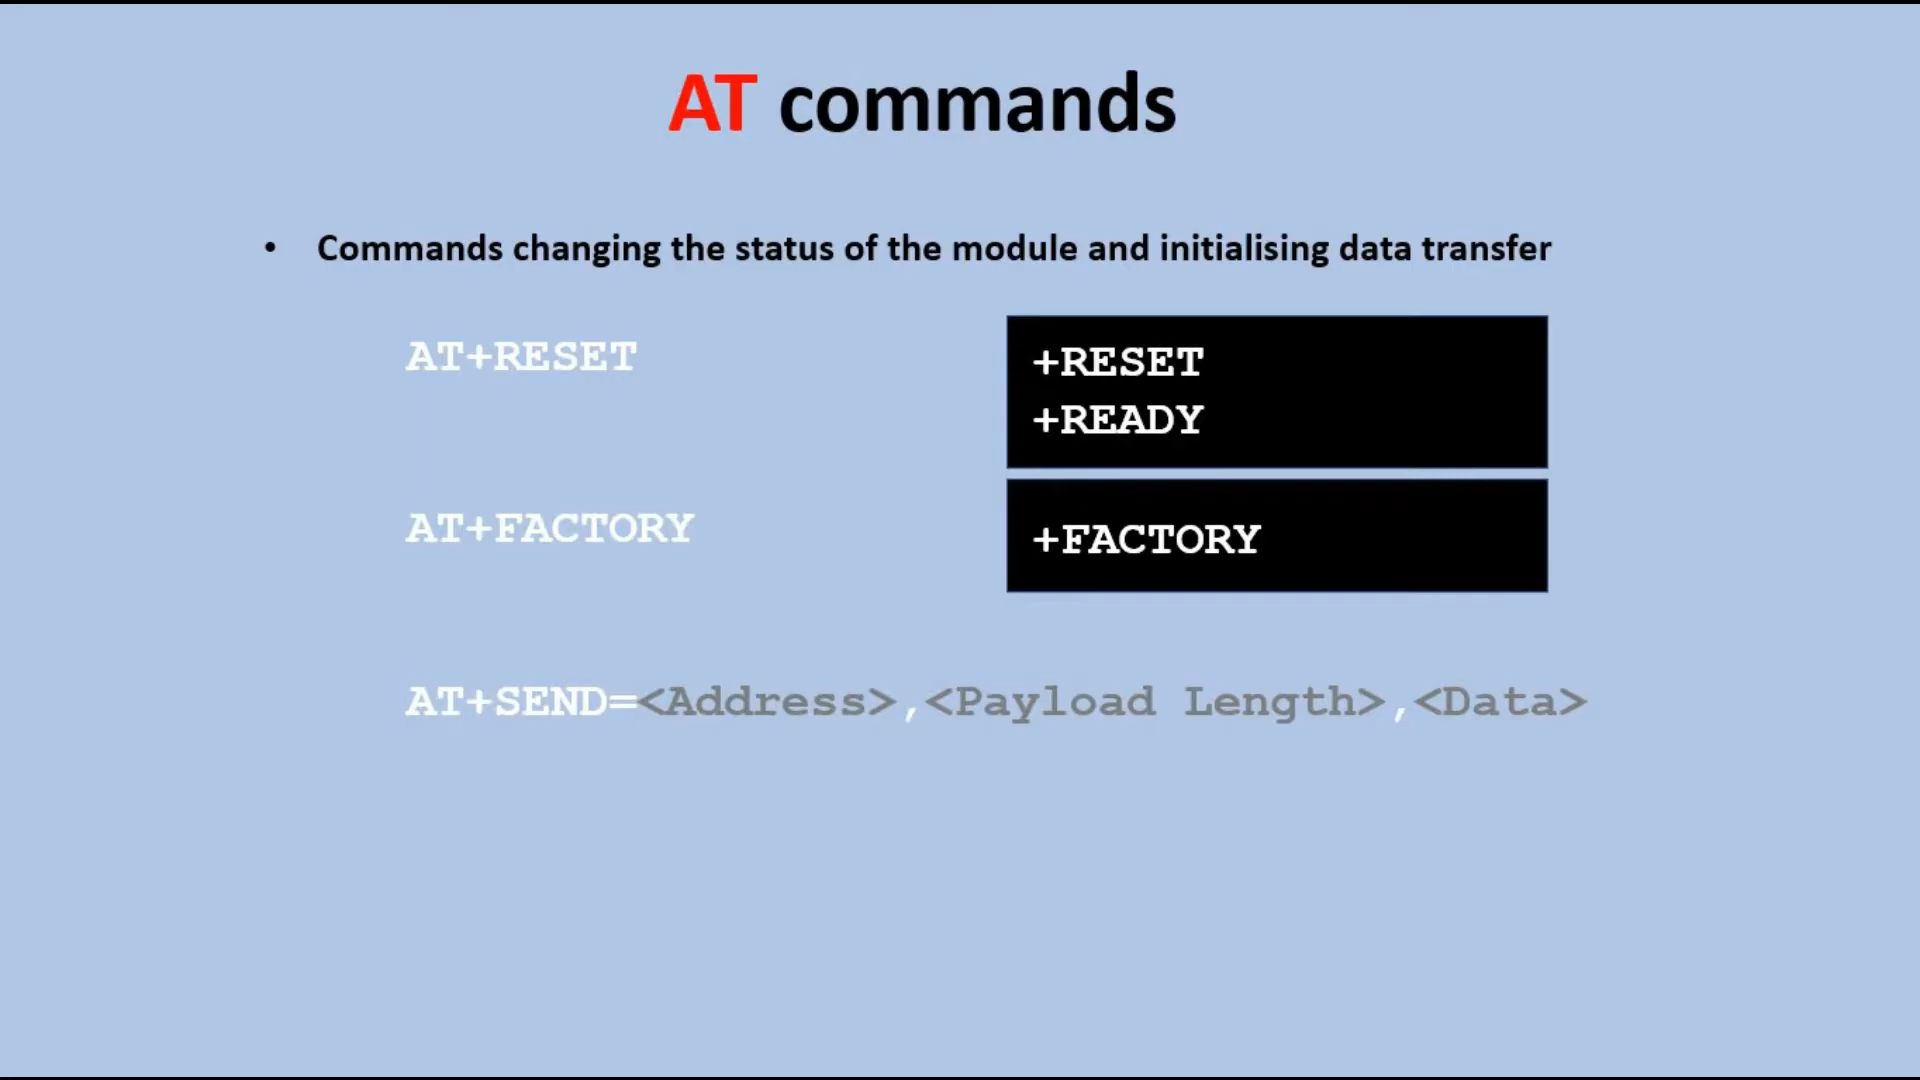 AT commands
• Commands changing the status of the module and initialising data transfer
AT+RESET
+RESET
+READY
AT+FACTORY
+FACTORY
AT+SEND=<Address>,<Payload Length>,<Data>